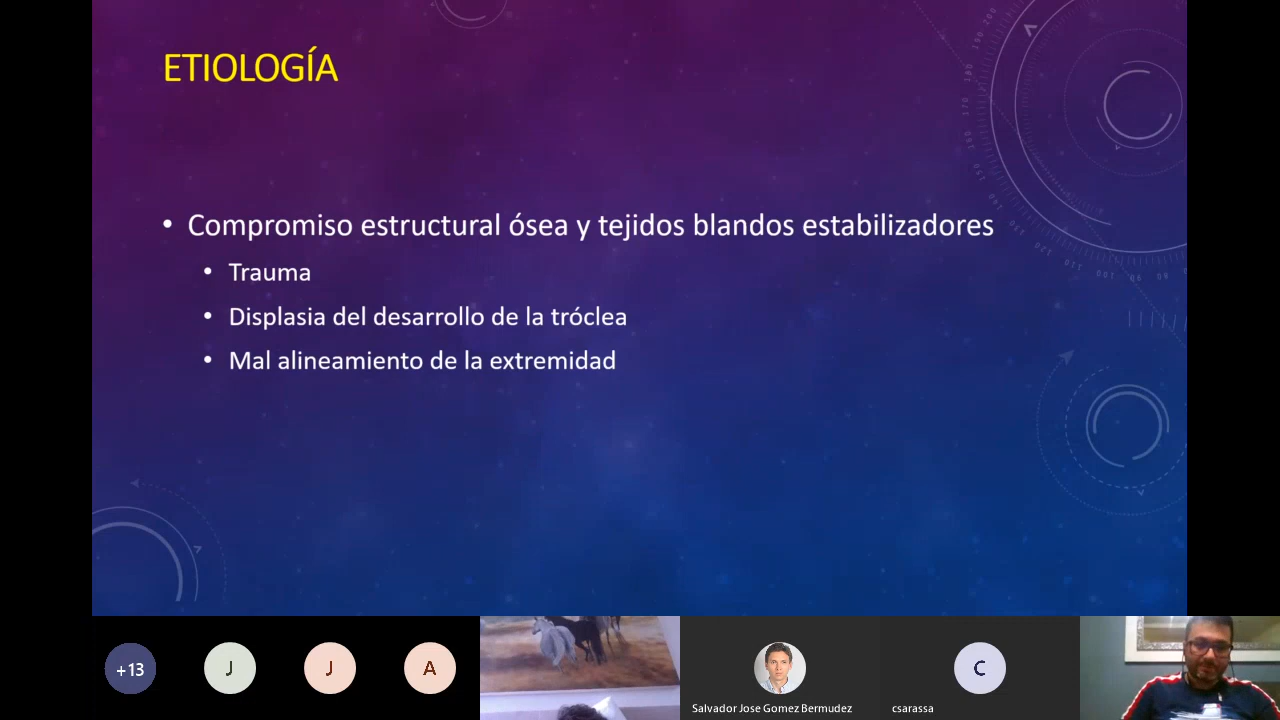 ETIOLOGÍA
• Compromiso estructural ósea y tejidos blandos estabilizadores
• Trauma
• Displasia del desarrollo de la tróclea
• Mal alineamiento de la extremidad
+13
J
J
A
C
Salvador Jose Gomez Bermudez
csarassa